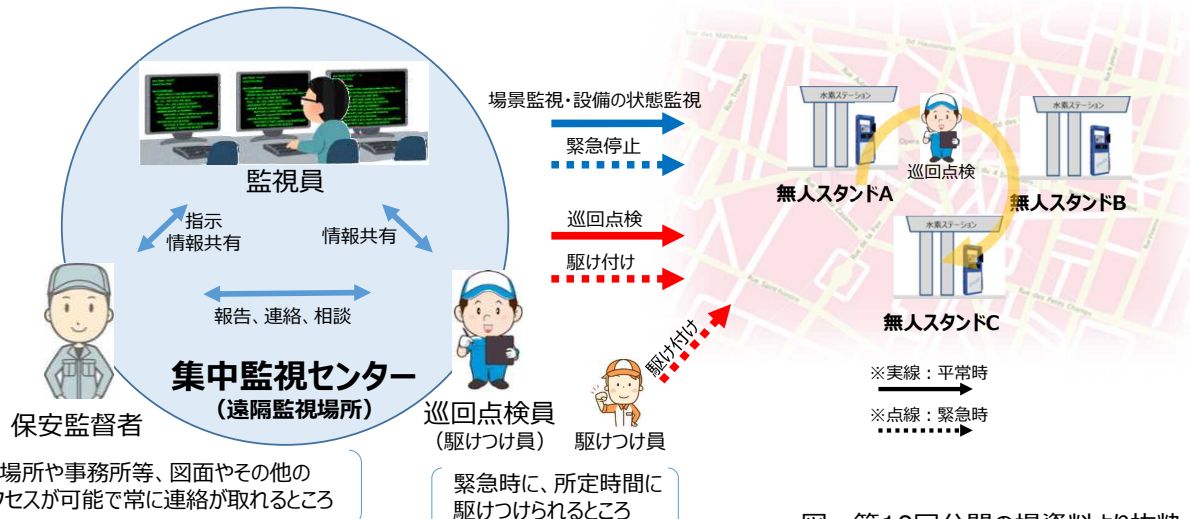 場景監視・設備の状態監視
緊急停止
巡回点検
駆け付け
駆け付け
監視員
指示
情報共有
情報共有
報告、連絡、相談
集中監視センター
（遠隔監視場所）
保安監督者
巡回点検員
（駆けつけ員）
駆けつけ員
場所や事務所等、図面やその他の
クセスが可能で常に連絡が取れるところ
緊急時に、所定時間に
駆けつけられるところ
水素ステーション
無人スタンドA
巡回点検
水素ステーション
無人スタンドB
水素ステーション
無人スタンドC
※実線：平常時
※点線：緊急時